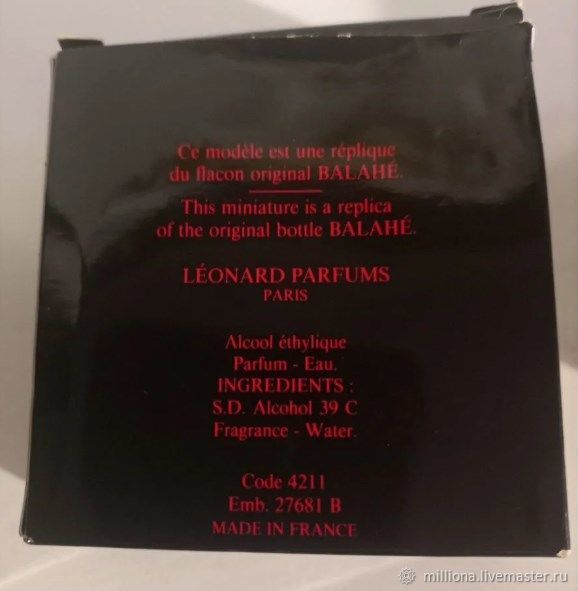 Ce modèle est une réplique
du flacon original BALAHÉ.
This miniature is a replica
of the original bottle BALAHÉ.
LÉONARD PARFUMS
PARIS
Alcool éthylique
Parfum - Eau.
INGREDIENTS :
S.D. Alcohol 39 C
Fragrance - Water.
Code 4211
Emb. 27681 B
MADE IN FRANCE
milliona.livemaster.ru